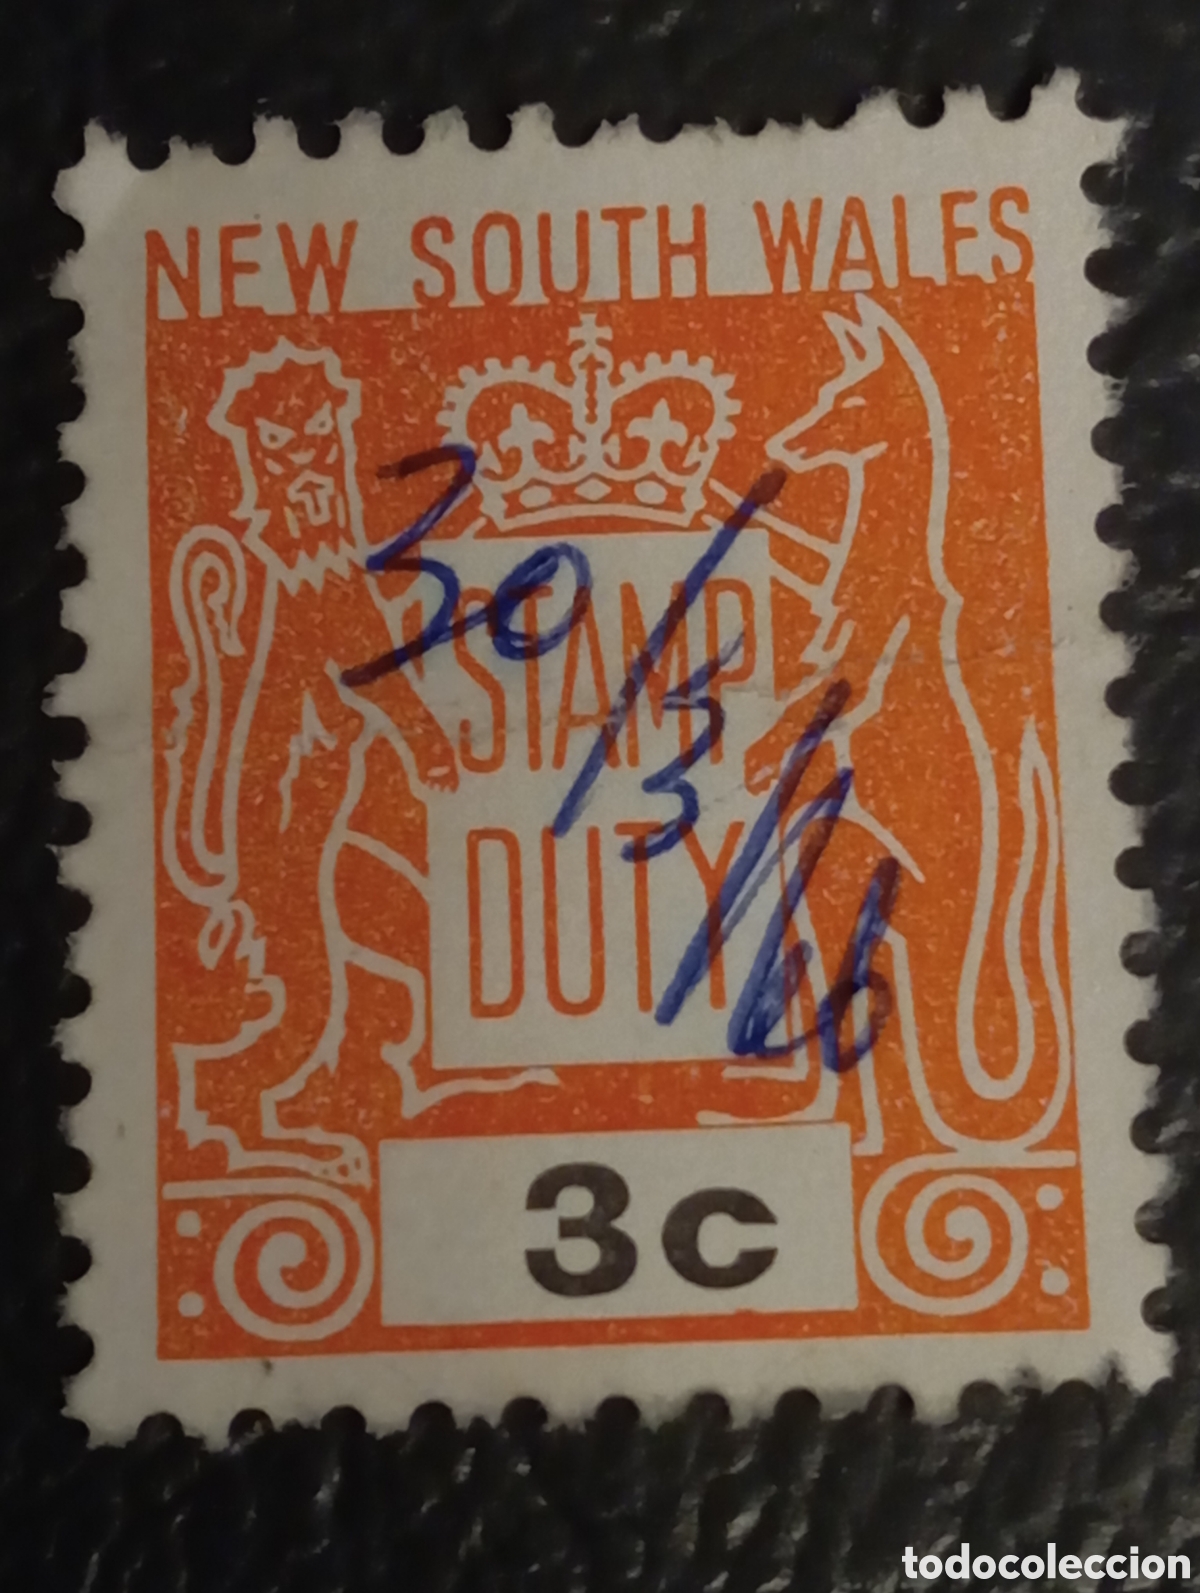 NEW SOUTH WALES
STAMP
DUTY
30/3/66
3c
todocoleccion